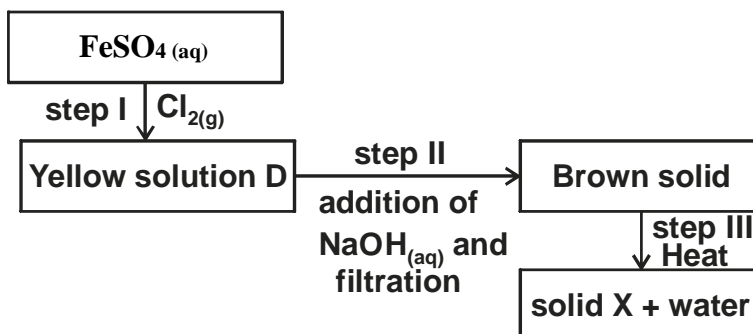 FeSO₄ (aq)
step I
Cl₂(g)
Yellow solution D
step II
addition of
NaOH(aq) and
filtration
Brown solid
step III
Heat
solid X + water